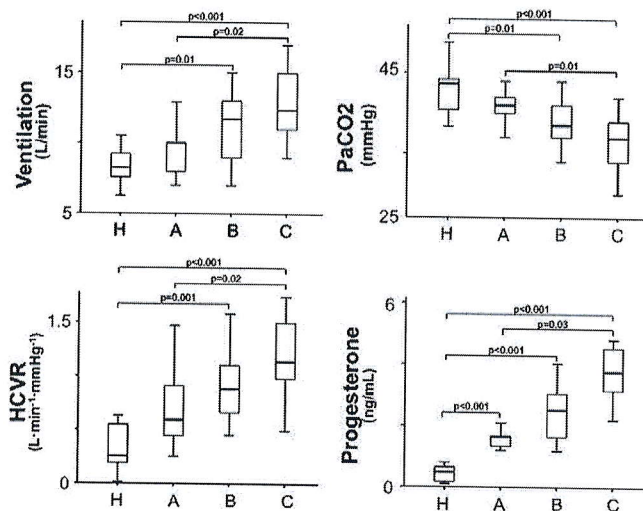 p<0.001
p=0.02
p=0.01
15
5
Ventilation
(L/min)
H A B C
p<0.001
p=0.01
p=0.01
45
25
PaCO2
(mmHg)
H A B C
p<0.001
p=0.02
p=0.001
1.5
0
HCVR
(L·min⁻¹·mmHg⁻¹)
H A B C
6
p<0.001
p=0.03
p<0.001
p<0.001
0
Progesterone
(ng/mL)
H A B C